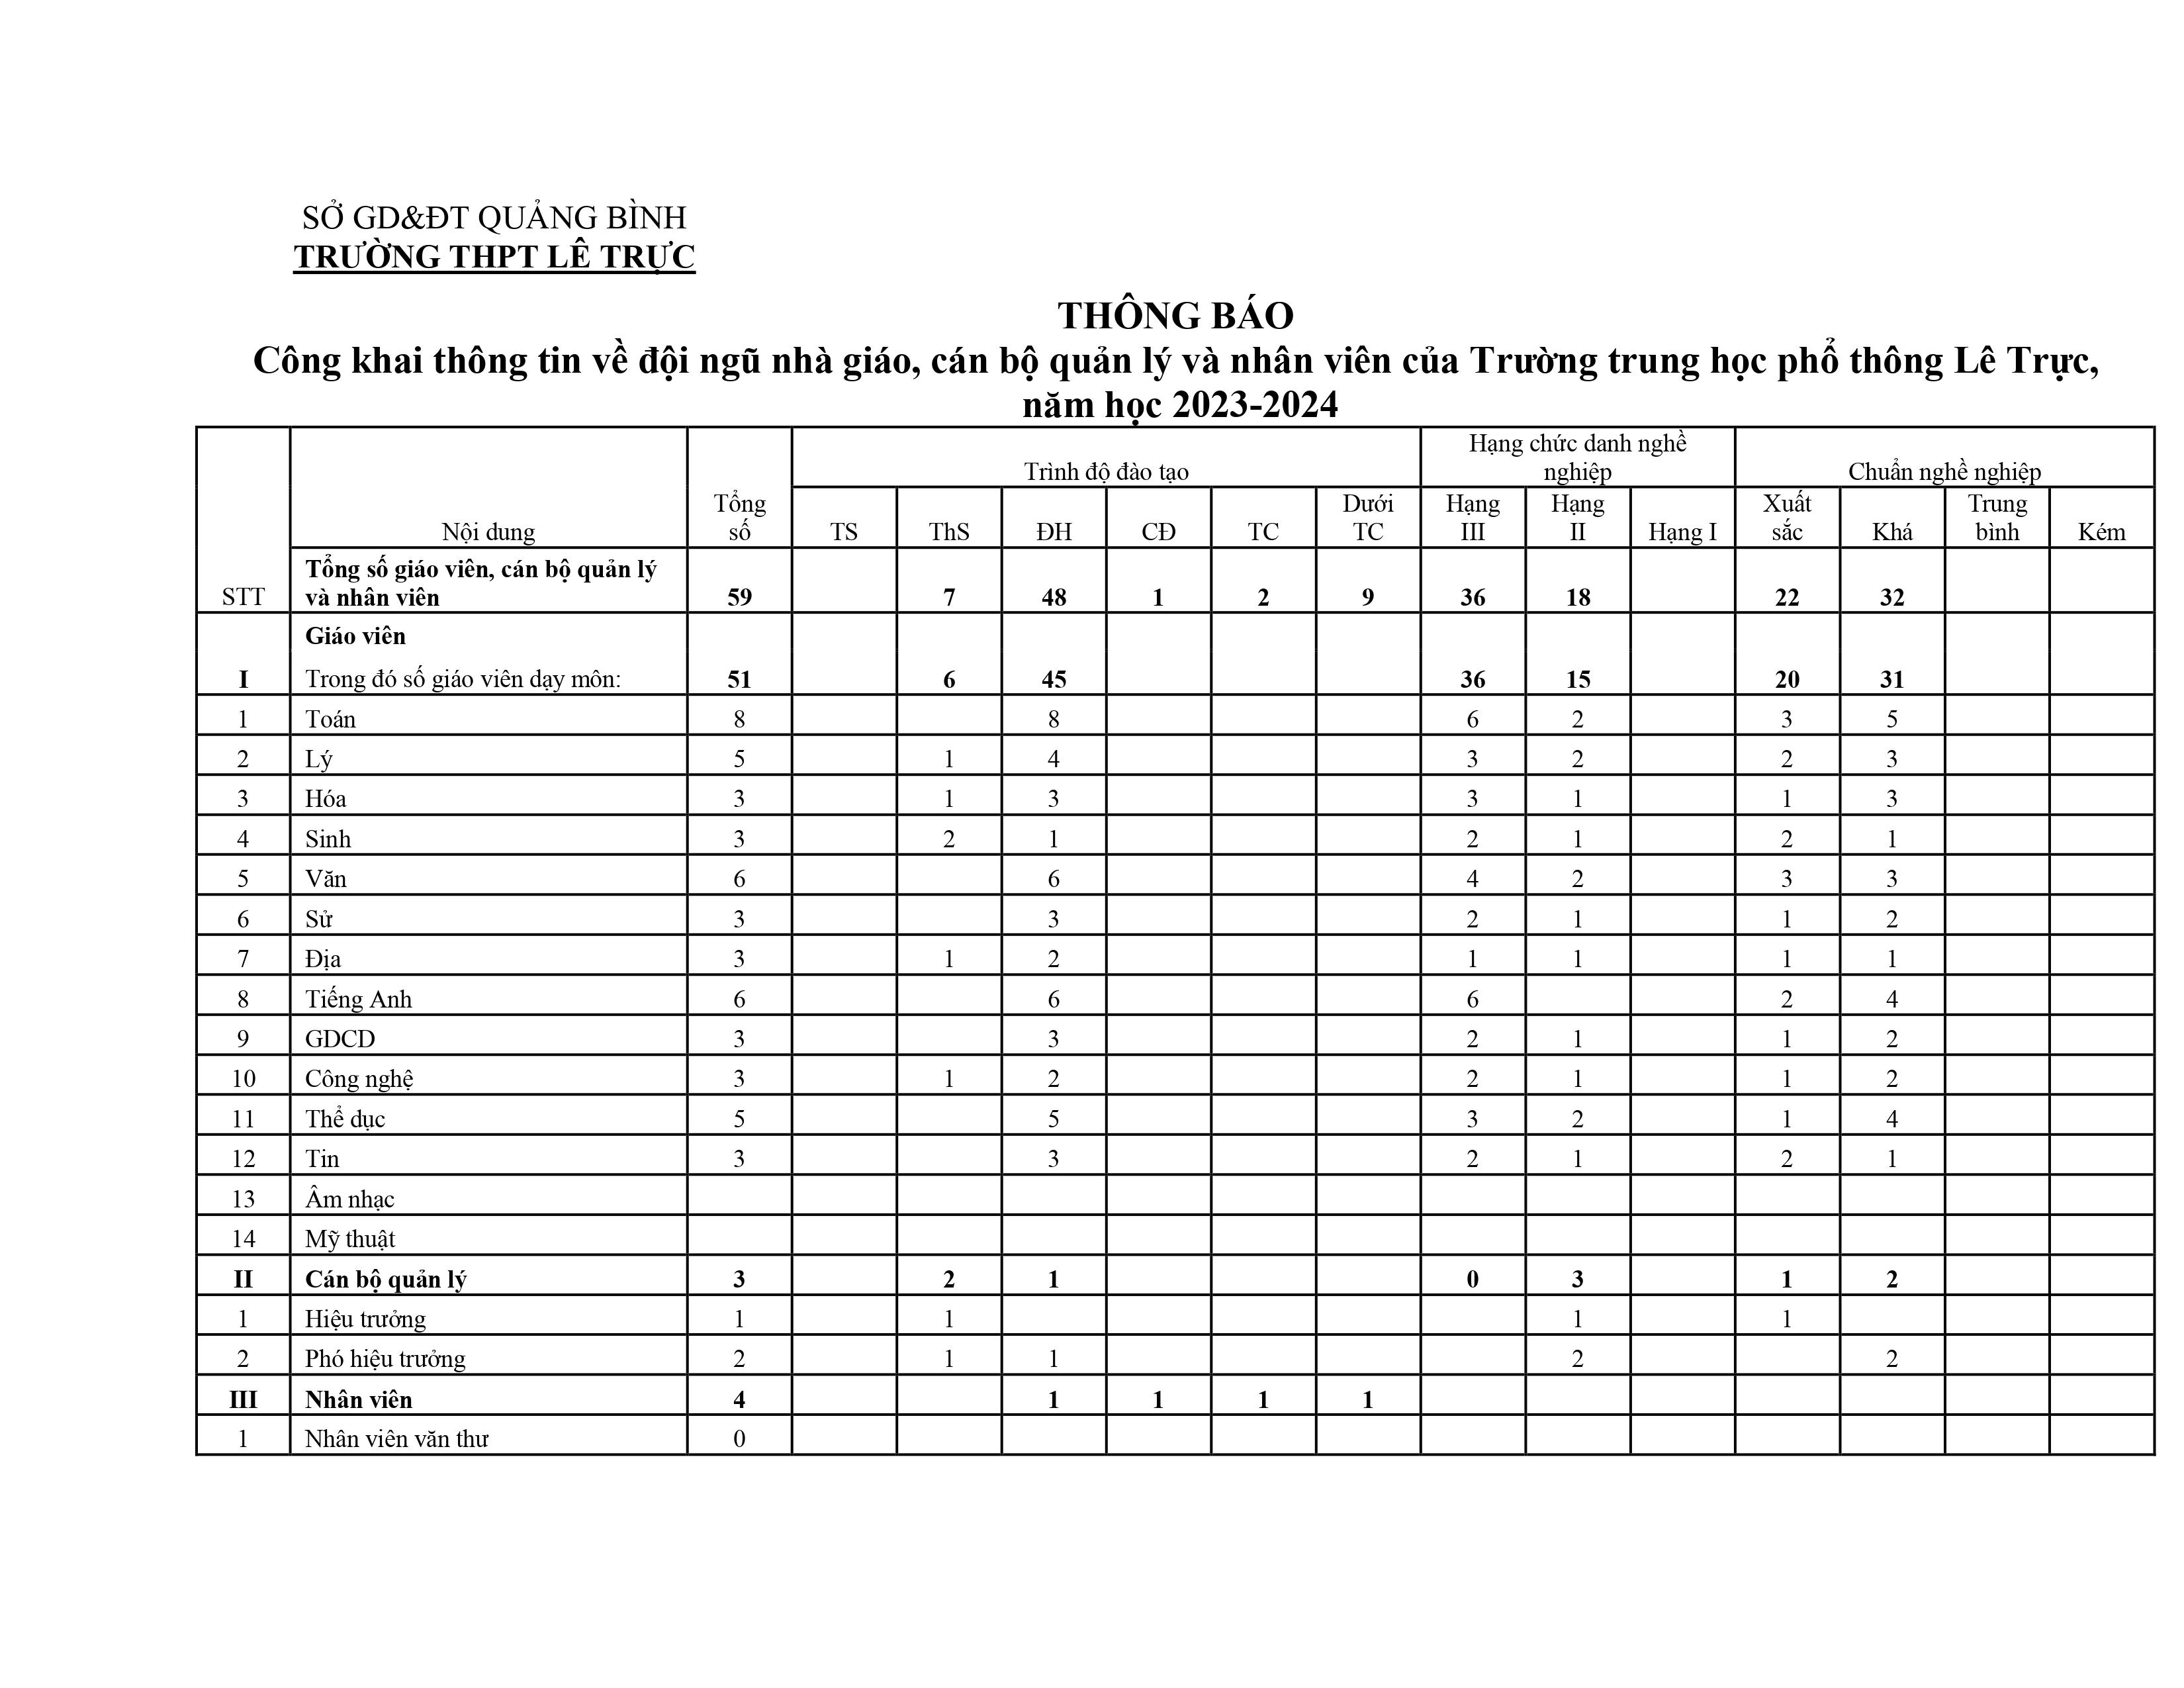 SỞ GD&ĐT QUẢNG BÌNH
TRƯỜNG THPT LÊ TRỰC
THÔNG BÁO
Công khai thông tin về đội ngũ nhà giáo, cán bộ quản lý và nhân viên của Trường trung học phổ thông Lê Trực,
năm học 2023-2024
STT Nội dung Tổng số Trình độ đào tạo Hạng chức danh nghề nghiệp Chuẩn nghề nghiệp
TS ThS ĐH CĐ TC Dưới TC Hạng III Hạng II Hạng I Xuất sắc Khá Trung bình Kém
Tổng số giáo viên, cán bộ quản lý
và nhân viên 59 7 48 1 2 9 36 18 22 32
Giáo viên
I Trong đó số giáo viên dạy môn: 51 6 45 36 15 20 31
1 Toán 8 8 6 2 3 5
2 Lý 5 1 4 3 2 2 3
3 Hóa 3 1 3 3 1 1 3
4 Sinh 3 2 1 2 1 2 1
5 Văn 6 6 4 2 3 3
6 Sử 3 3 2 1 1 2
7 Địa 3 1 2 1 1 1 1
8 Tiếng Anh 6 6 6 2 4
9 GDCD 3 3 2 1 1 2
10 Công nghệ 3 1 2 2 1 1 2
11 Thể dục 5 5 3 2 1 4
12 Tin 3 3 2 1 2 1
13 Âm nhạc
14 Mỹ thuật
II Cán bộ quản lý 3 2 1 0 3 1 2
1 Hiệu trưởng 1 1 1 1
2 Phó hiệu trưởng 2 1 1 2 2
III Nhân viên 4 1 1 1 1
1 Nhân viên văn thư 0